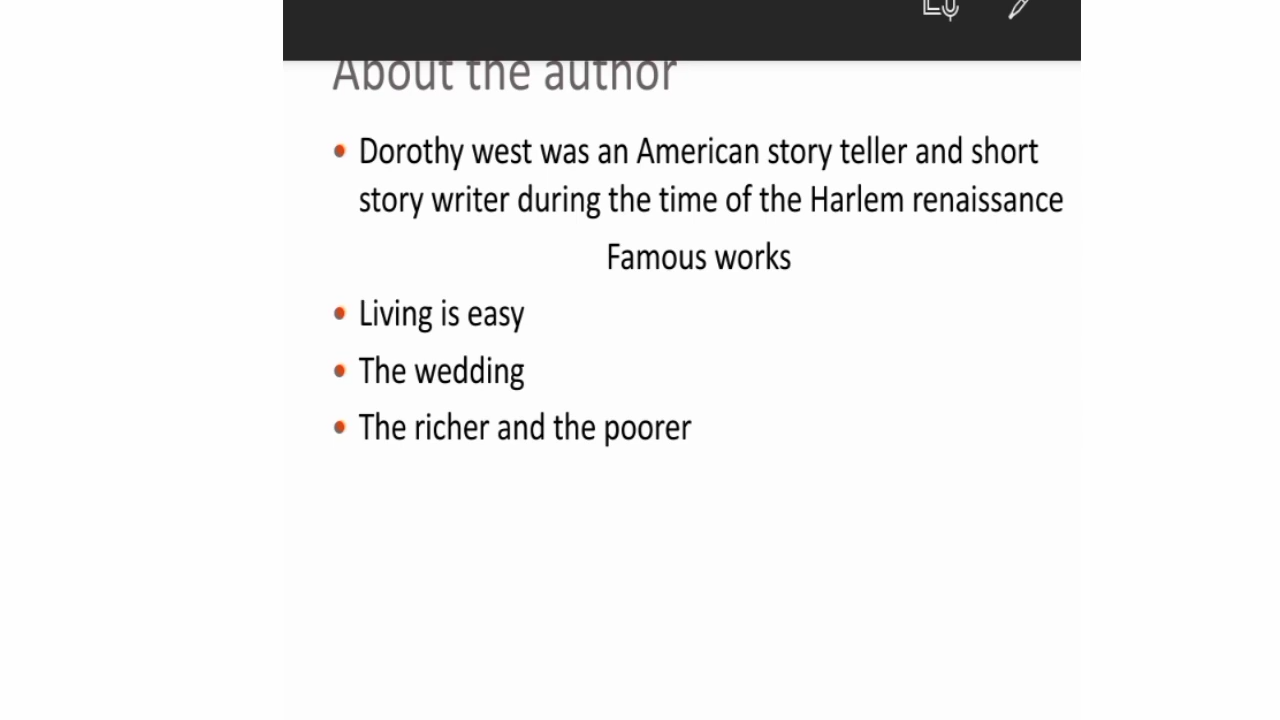 About the author
Dorothy west was an American story teller and short
story writer during the time of the Harlem renaissance
Famous works
Living is easy
The wedding
The richer and the poorer